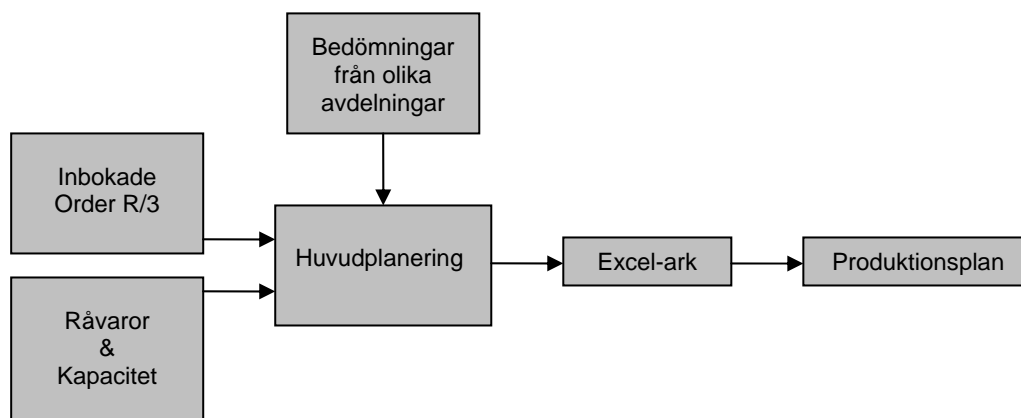 Bedömningar
från olika
avdelningar
Inbokade
Order R/3
Huvudplanering
Excel-ark
Produktionsplan
Råvaror
&
Kapacitet